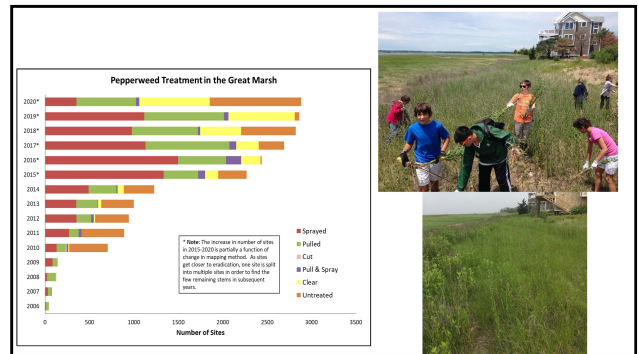 Pepperweed Treatment in the Great Marsh
2020*
2019*
2018*
2017*
2016*
2015*
2014
2013
2012
2011
2010
2009
2008
2007
2006
* Note: The increase in number of sites
in 2015-2020 is partially a function of
change in mapping method. As sites
get closer to eradication, one site is split
into multiple sites in order to find the
few remaining stems in subsequent
years.
Sprayed
Pulled
Cut
Pull & Spray
Clear
Untreated
0 500 1000 1500 2000 2500 3000 3500
Number of Sites